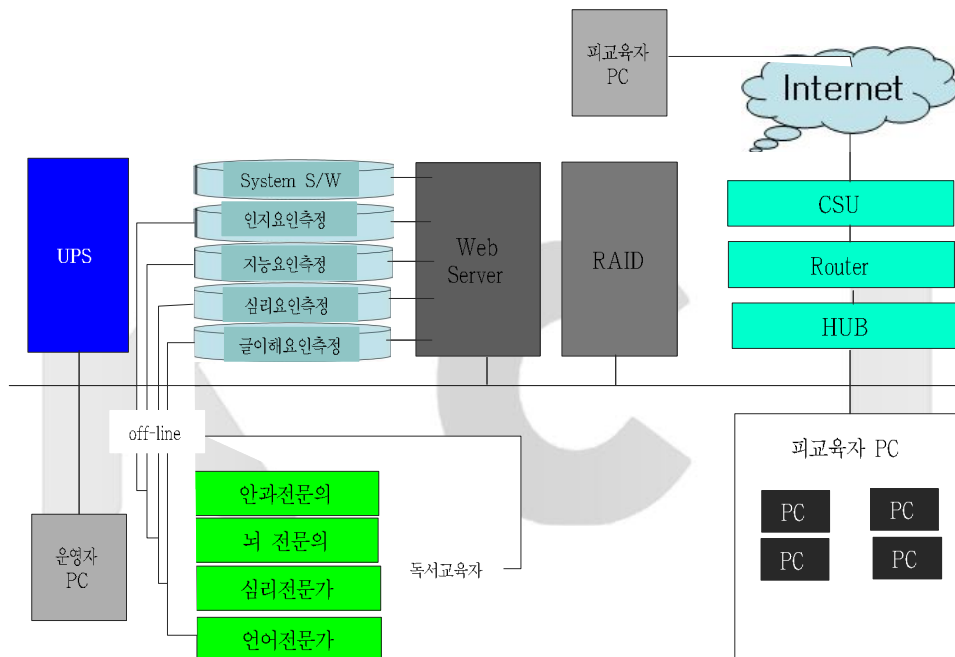 피교육자
PC
Internet
UPS
System S/W
인지요인측정
지능요인측정
심리요인측정
글이해요인측정
Web
Server
RAID
CSU
Router
HUB
off-line
안과전문의
뇌 전문의
심리전문가
언어전문가
독서교육자
운영자
PC
피교육자 PC
PC
PC
PC
PC